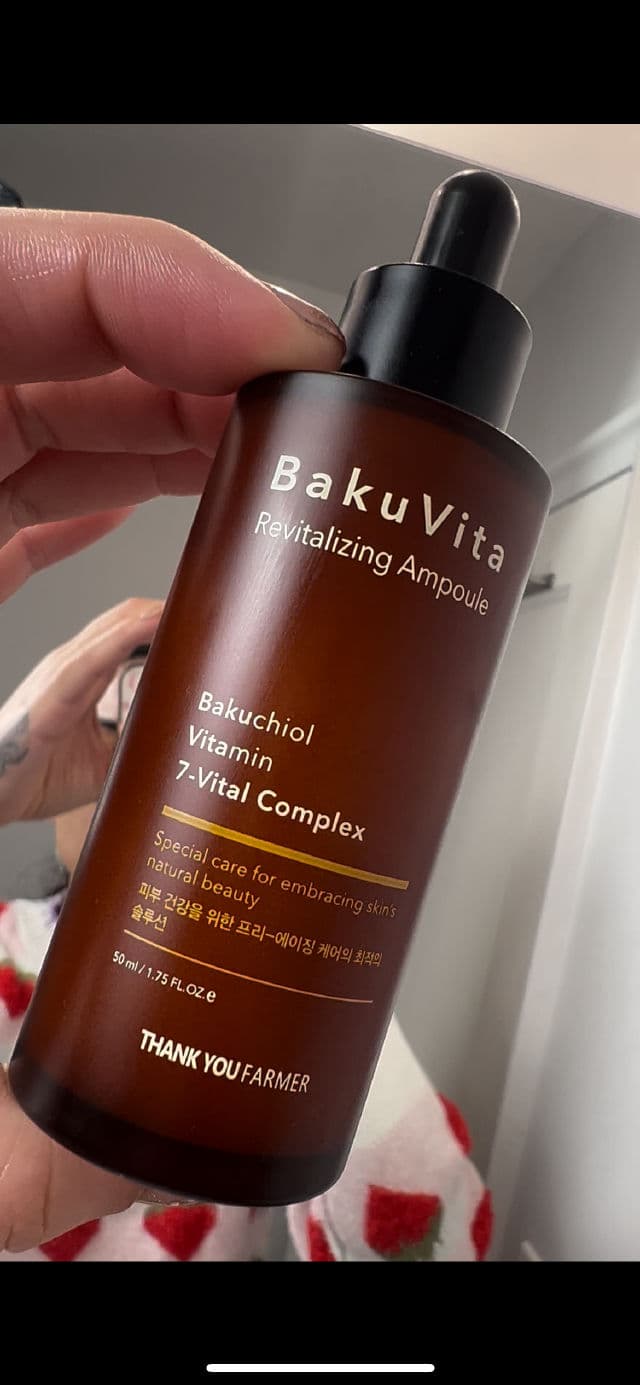 BakuVita
Revitalizing Ampoule
Bakuchiol
Vitamin
7-Vital Complex
Special care for embracing skin's
natural beauty
피부 건강을 위한 프리-에이징 케어의 최적의
솔루션
50 ml / 1.75 FL.OZ.e
THANK YOU FARMER